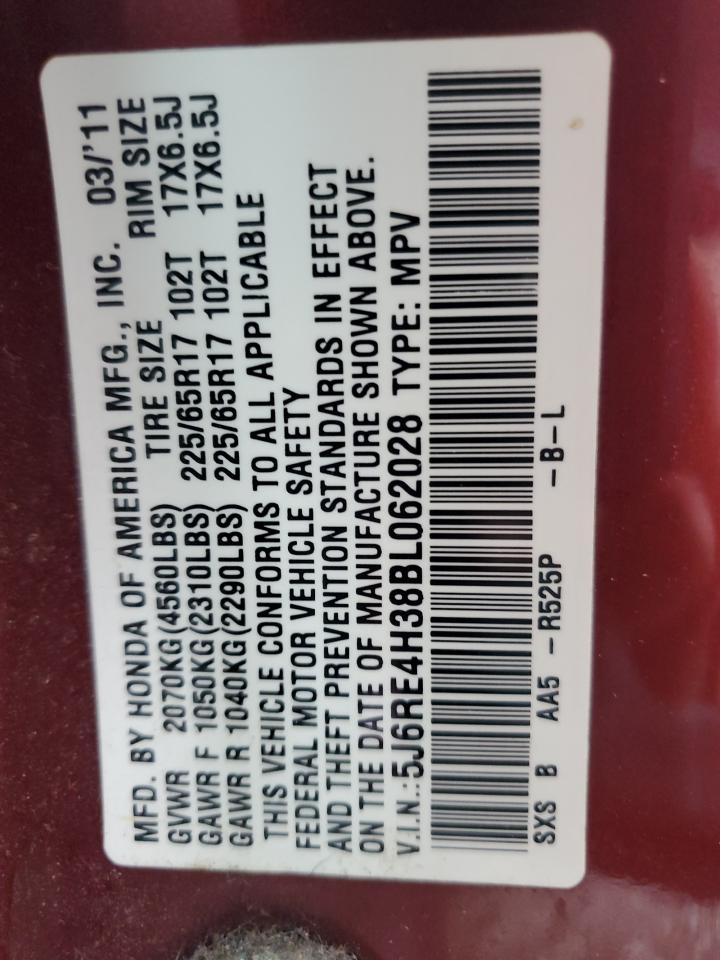 MFD. BY HONDA OF AMERICA MFG., INC. 03/'11
GVWR 2070KG(4560LBS) TIRE SIZE RIM SIZE
GAWR F 1050KG(2310LBS) 225/65R17 102T 17X6.5J
GAWR R 1040KG(2290LBS) 225/65R17 102T 17X6.5J
THIS VEHICLE CONFORMS TO ALL APPLICABLE
FEDERAL MOTOR VEHICLE SAFETY
AND THEFT PREVENTION STANDARDS IN EFFECT
ON THE DATE OF MANUFACTURE SHOWN ABOVE.
V.I.N.:5J6RE4H38BL062028 TYPE: MPV
SXS B AA5 -R525P -B-L